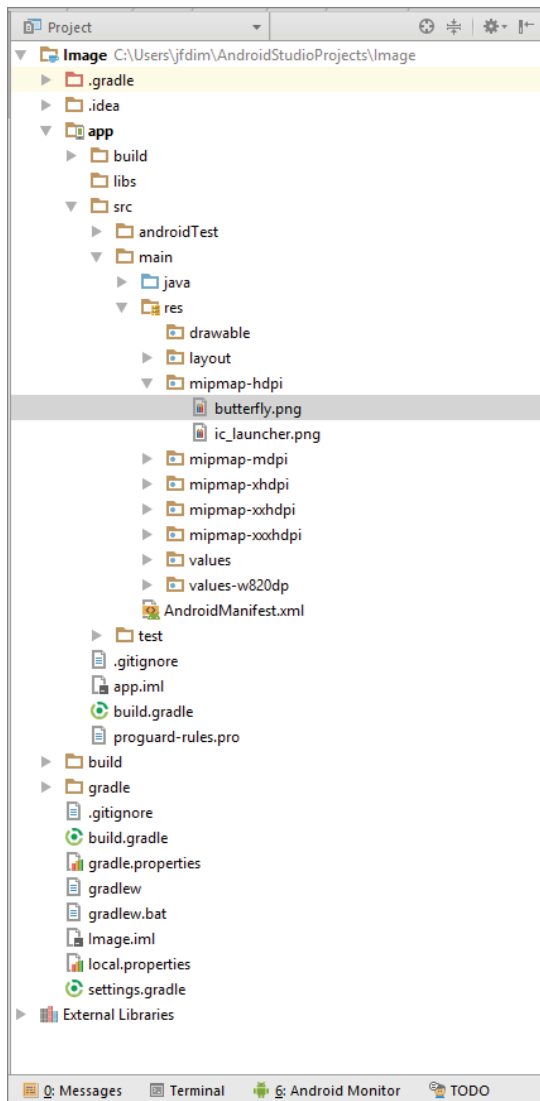 Project
Image C:\Users\jfdim\AndroidStudioProjects\Image
.gradle
.idea
app
build
libs
src
androidTest
main
java
res
drawable
layout
mipmap-hdpi
butterfly.png
ic_launcher.png
mipmap-mdpi
mipmap-xhdpi
mipmap-xxhdpi
mipmap-xxxhdpi
values
values-w820dp
AndroidManifest.xml
test
.gitignore
app.iml
build.gradle
proguard-rules.pro
build
gradle
.gitignore
build.gradle
gradle.properties
gradlew
gradlew.bat
Image.iml
local.properties
settings.gradle
External Libraries
0: Messages Terminal 6: Android Monitor TODO